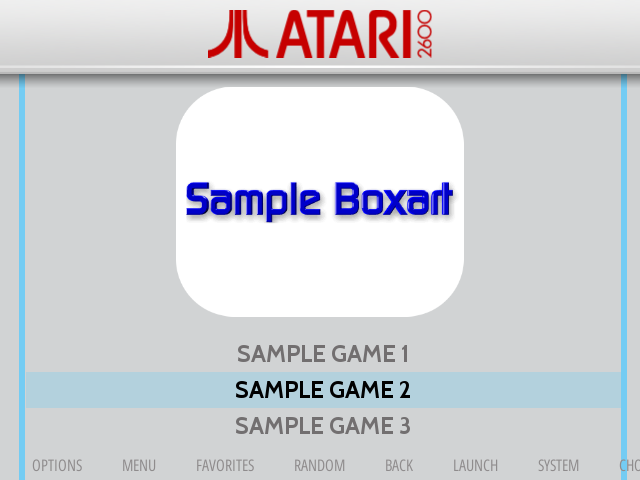 ATARI 2600
Sample Boxart
SAMPLE GAME 1
SAMPLE GAME 2
SAMPLE GAME 3
OPTIONS MENU FAVORITES RANDOM BACK LAUNCH SYSTEM CHO